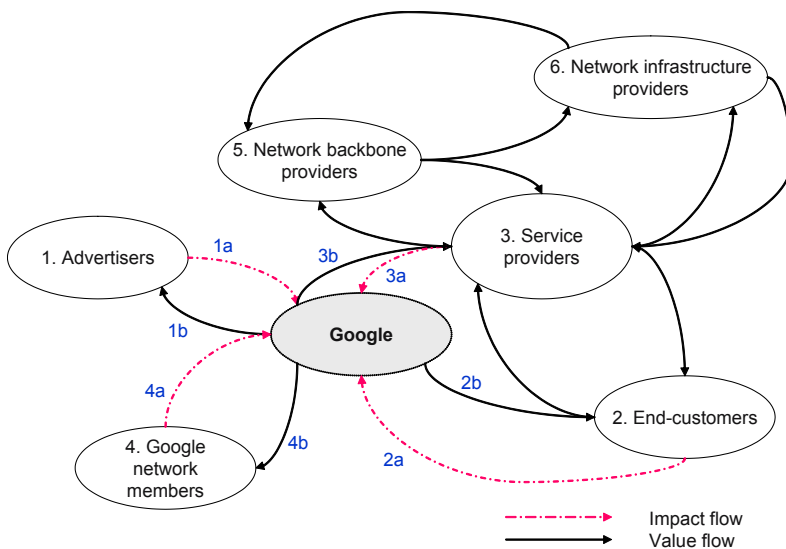 6. Network infrastructure
providers
5. Network backbone
providers
1a
3b
3. Service
providers
1. Advertisers
3a
1b
Google
4a
2b
2. End-customers
4b
4. Google
network
members
2a
Impact flow
Value flow